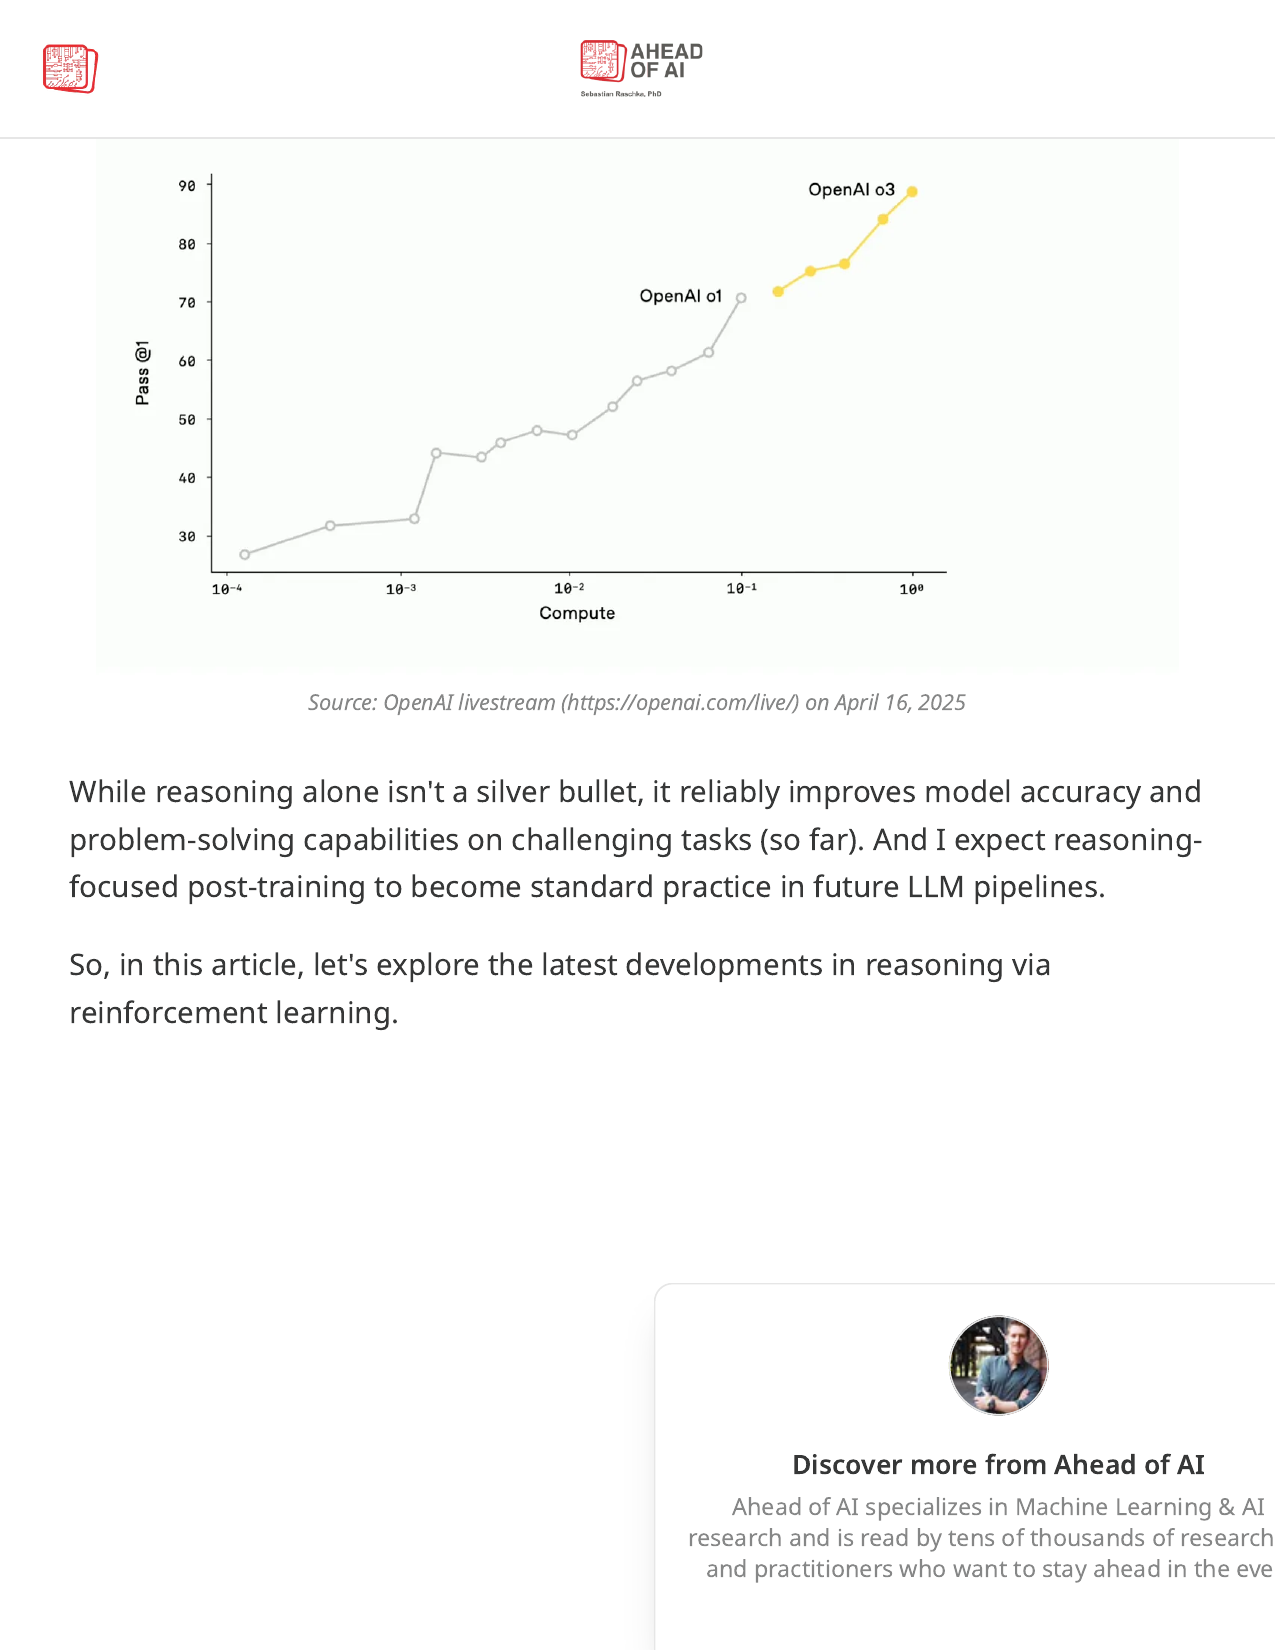 AHEAD
OF AI
Sebastian Raschka, PhD
90
80
70
60
50
40
30
Pass @1
OpenAI o3
OpenAI o1
10⁻⁴
10⁻³
10⁻²
10⁻¹
10⁰
Compute
Source: OpenAI livestream (https://openai.com/live/) on April 16, 2025
While reasoning alone isn't a silver bullet, it reliably improves model accuracy and
problem-solving capabilities on challenging tasks (so far). And I expect reasoning-
focused post-training to become standard practice in future LLM pipelines.
So, in this article, let's explore the latest developments in reasoning via
reinforcement learning.
Discover more from Ahead of AI
Ahead of AI specializes in Machine Learning & AI
research and is read by tens of thousands of research
and practitioners who want to stay ahead in the eve